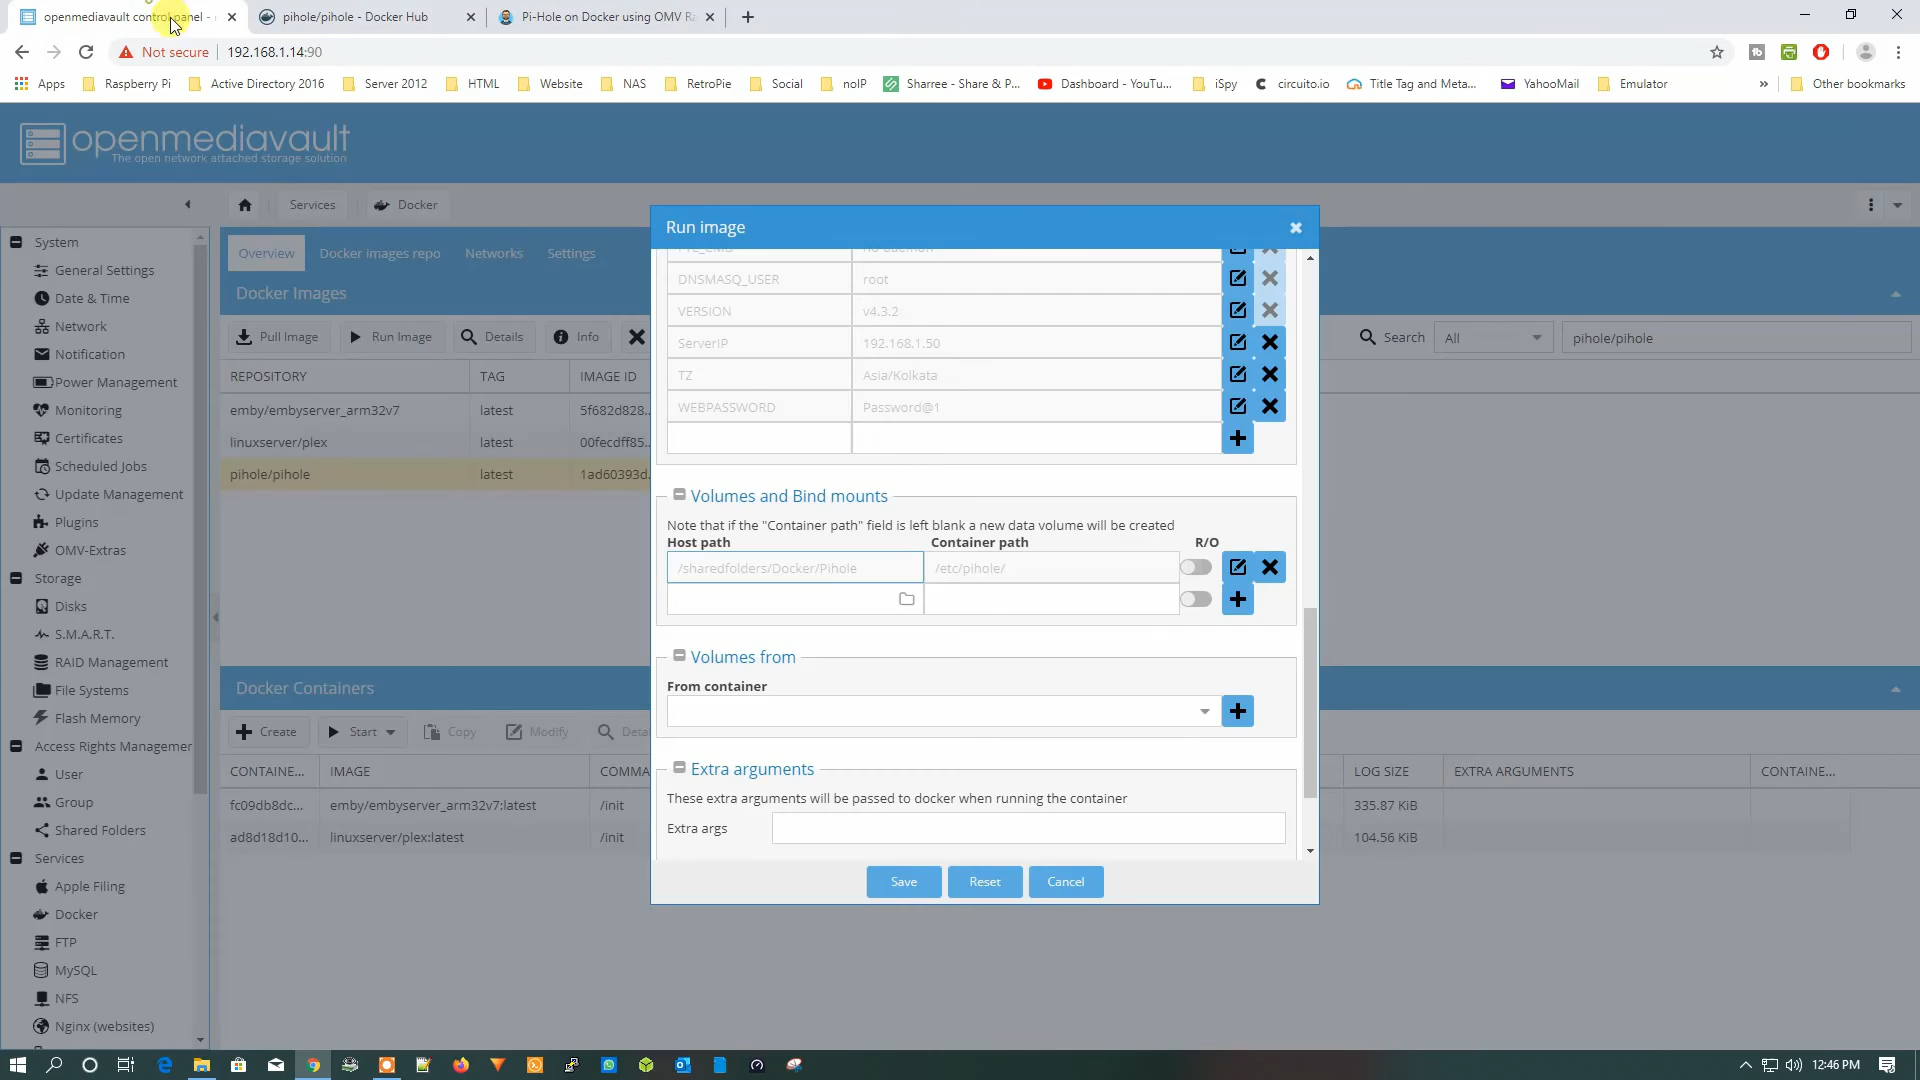 openmediavault control panel -
pihole/pihole - Docker Hub
Pi-Hole on Docker using OMV Ra
Not secure
192.168.1.14:90
Apps
Raspberry Pi
Active Directory 2016
Server 2012
HTML
Website
NAS
RetroPie
Social
noIP
Sharree - Share & P...
Dashboard - YouTu...
iSpy
circuito.io
Title Tag and Meta...
YahooMail
Emulator
»
Other bookmarks
openmediavault
The open network attached storage solution
Services
Docker
System
General Settings
Date & Time
Network
Notification
Power Management
Monitoring
Certificates
Scheduled Jobs
Update Management
Plugins
OMV-Extras
Storage
Disks
S.M.A.R.T.
RAID Management
File Systems
Flash Memory
Access Rights Managemer
User
Group
Shared Folders
Services
Apple Filing
Docker
FTP
MySQL
NFS
Nginx (websites)
Overview
Docker images repo
Networks
Settings
Docker Images
Pull Image
Run Image
Details
Info
Search
All
pihole/pihole
REPOSITORY
TAG
IMAGE ID
emby/embyserver_arm32v7
latest
5f682d828...
linuxserver/plex
latest
00fecdff85...
pihole/pihole
latest
1ad60393d...
Docker Containers
Create
Start
Copy
Modify
Deta
CONTAINE...
IMAGE
COMMA
LOG SIZE
EXTRA ARGUMENTS
CONTAINE...
fc09db8dc...
emby/embyserver_arm32v7:latest
/init
335.87 KiB
ad8d18d10...
linuxserver/plex:latest
/init
104.56 KiB
Run image
DNSMASQ_USER
root
VERSION
v4.3.2
ServerIP
192.168.1.50
TZ
Asia/Kolkata
WEBPASSWORD
Password@1
Volumes and Bind mounts
Note that if the "Container path" field is left blank a new data volume will be created
Host path
Container path
R/O
/sharedfolders/Docker/Pihole
/etc/pihole/
Volumes from
From container
Extra arguments
These extra arguments will be passed to docker when running the container
Extra args
Save
Reset
Cancel
12:46 PM